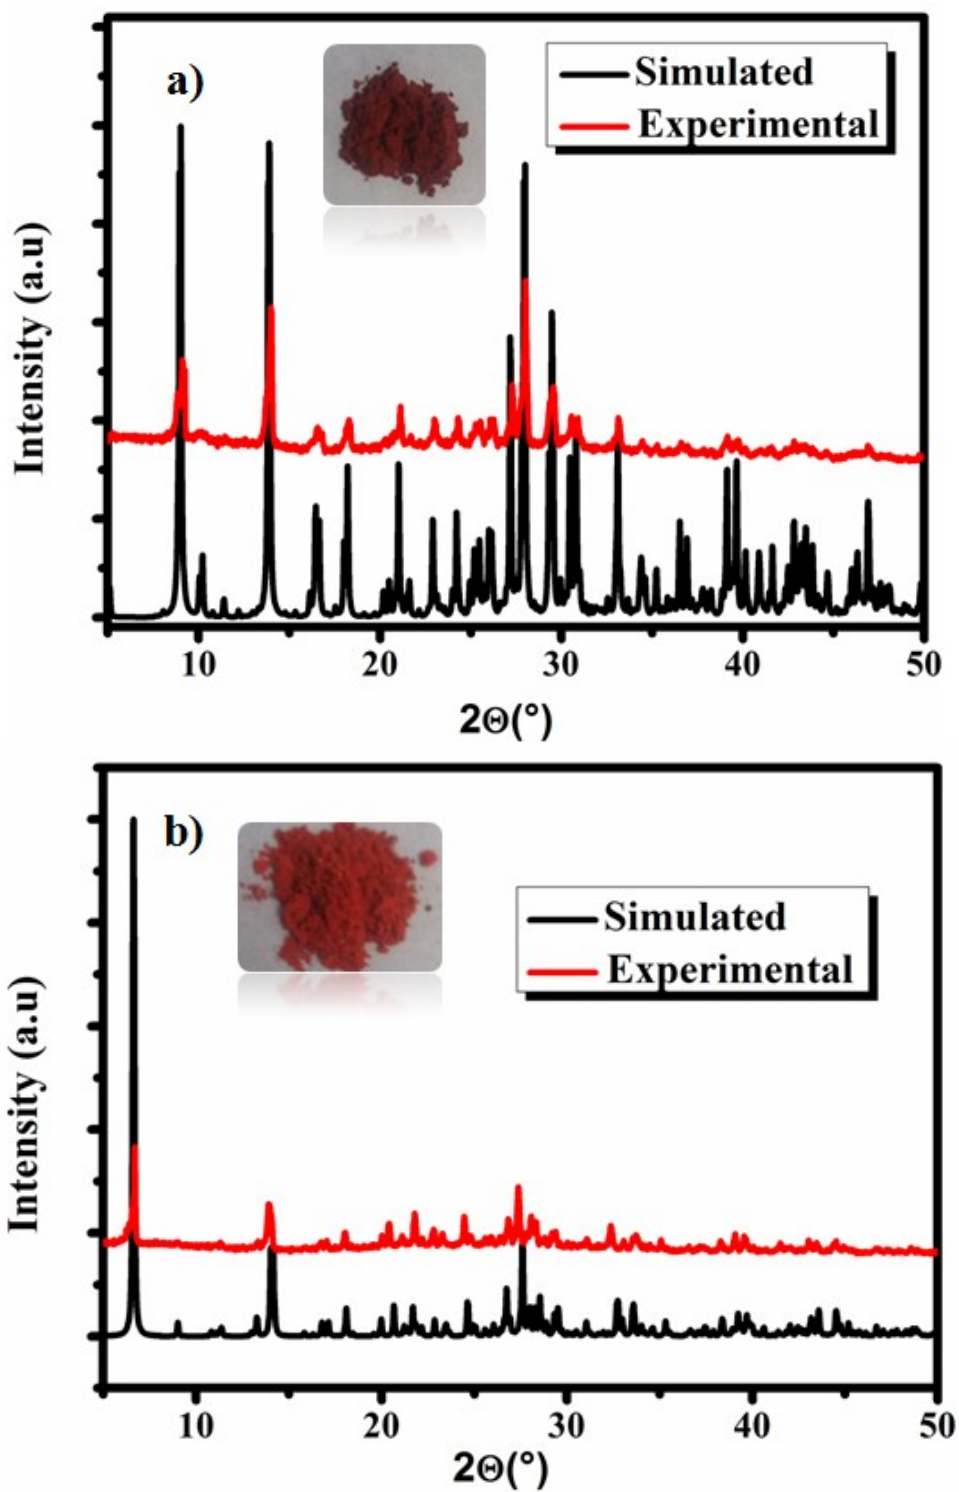 a)
Simulated
Experimental
Intensity (a.u)
10 20 30 40 50
2Θ(°)
b)
Simulated
Experimental
Intensity (a.u)
10 20 30 40 50
2Θ(°)